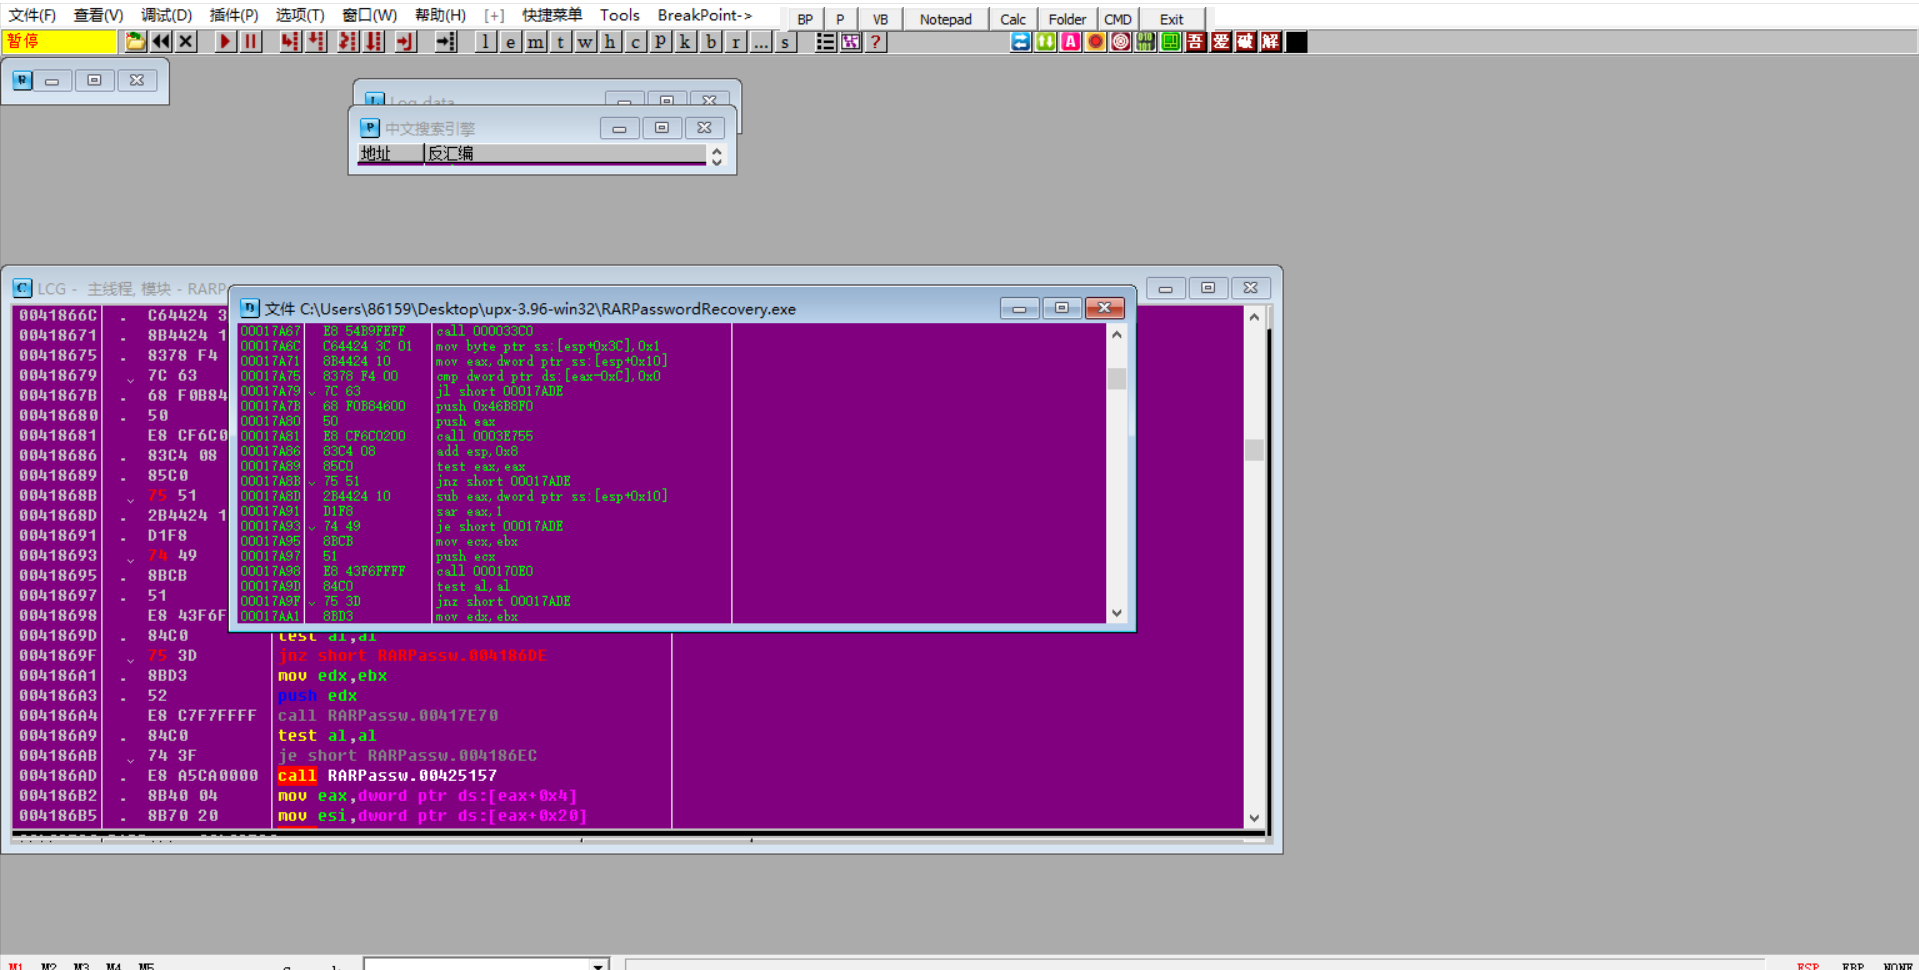 文件(F) 查看(V) 调试(D) 插件(P) 选项(T) 窗口(W) 帮助(H) [+] 快捷菜单 Tools BreakPoint-> BP P VB Notepad Calc Folder CMD Exit
暂停 l e m t w h c P k b r ... s ? A 吾 爱 破 解
Log data
中文搜索引擎
地址 反汇编
LCG - 主线程, 模块 - RARP
文件 C:\Users\86159\Desktop\upx-3.96-win32\RARPasswordRecovery.exe
00017A67 E8 54B9FEFF call 000033C0
00017A6C C64424 3C 01 mov byte ptr ss:[esp+0x3C],0x1
00017A71 8B4424 10 mov eax,dword ptr ss:[esp+0x10]
00017A75 8378 F4 00 cmp dword ptr ds:[eax-0xC],0x0
00017A79 7C 63 jl short 00017ADE
00017A7B 68 F0B84600 push 0x46B8F0
00017A80 50 push eax
00017A81 E8 CF6C0200 call 0003E755
00017A86 83C4 08 add esp,0x8
00017A89 85C0 test eax,eax
00017A8B 75 51 jnz short 00017ADE
00017A8D 2B4424 10 sub eax,dword ptr ss:[esp+0x10]
00017A91 D1F8 sar eax,1
00017A93 74 49 je short 00017ADE
00017A95 8BCB mov ecx,ebx
00017A97 51 push ecx
00017A98 E8 43F6FFFF call 000170E0
00017A9D 84C0 test al,al
00017A9F 75 3D jnz short 00017ADE
00017AA1 8BD3 mov edx,ebx
0041866C . C64424 3
00418671 . 8B4424 1
00418675 . 8378 F4
00418679 . 7C 63
0041867B . 68 F0B84
00418680 . 50
00418681 E8 CF6C0
00418686 . 83C4 08
00418689 . 85C0
0041868B . 75 51
0041868D . 2B4424 1
00418691 . D1F8
00418693 . 74 49
00418695 . 8BCB
00418697 . 51
00418698 E8 43F6F
0041869D . 84C0 test al,al
0041869F . 75 3D jnz short RARPassw.004186DE
004186A1 . 8BD3 mov edx,ebx
004186A3 . 52 push edx
004186A4 E8 C7F7FFFF call RARPassw.00417E70
004186A9 . 84C0 test al,al
004186AB . 74 3F je short RARPassw.004186EC
004186AD . E8 A5CA0000 call RARPassw.00425157
004186B2 . 8B40 04 mov eax,dword ptr ds:[eax+0x4]
004186B5 . 8B70 20 mov esi,dword ptr ds:[eax+0x20]
M1 M2 M3 M4 M5 ESP EBP NONE